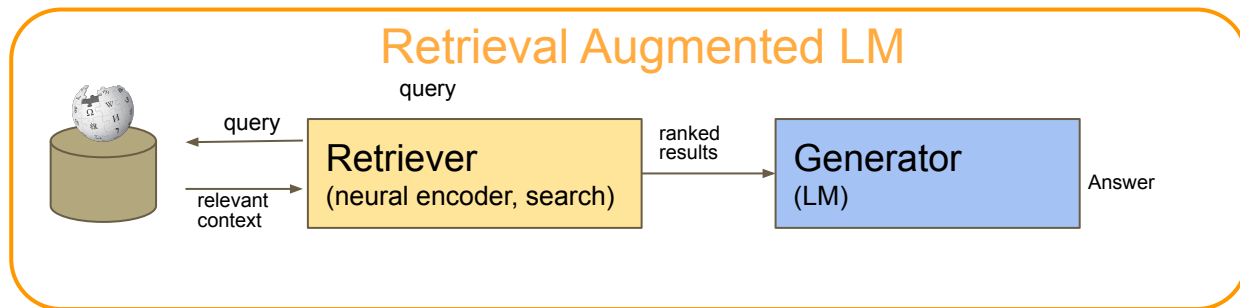 Retrieval Augmented LM
query
query
relevant
context
Retriever
(neural encoder, search)
ranked
results
Generator
(LM)
Answer